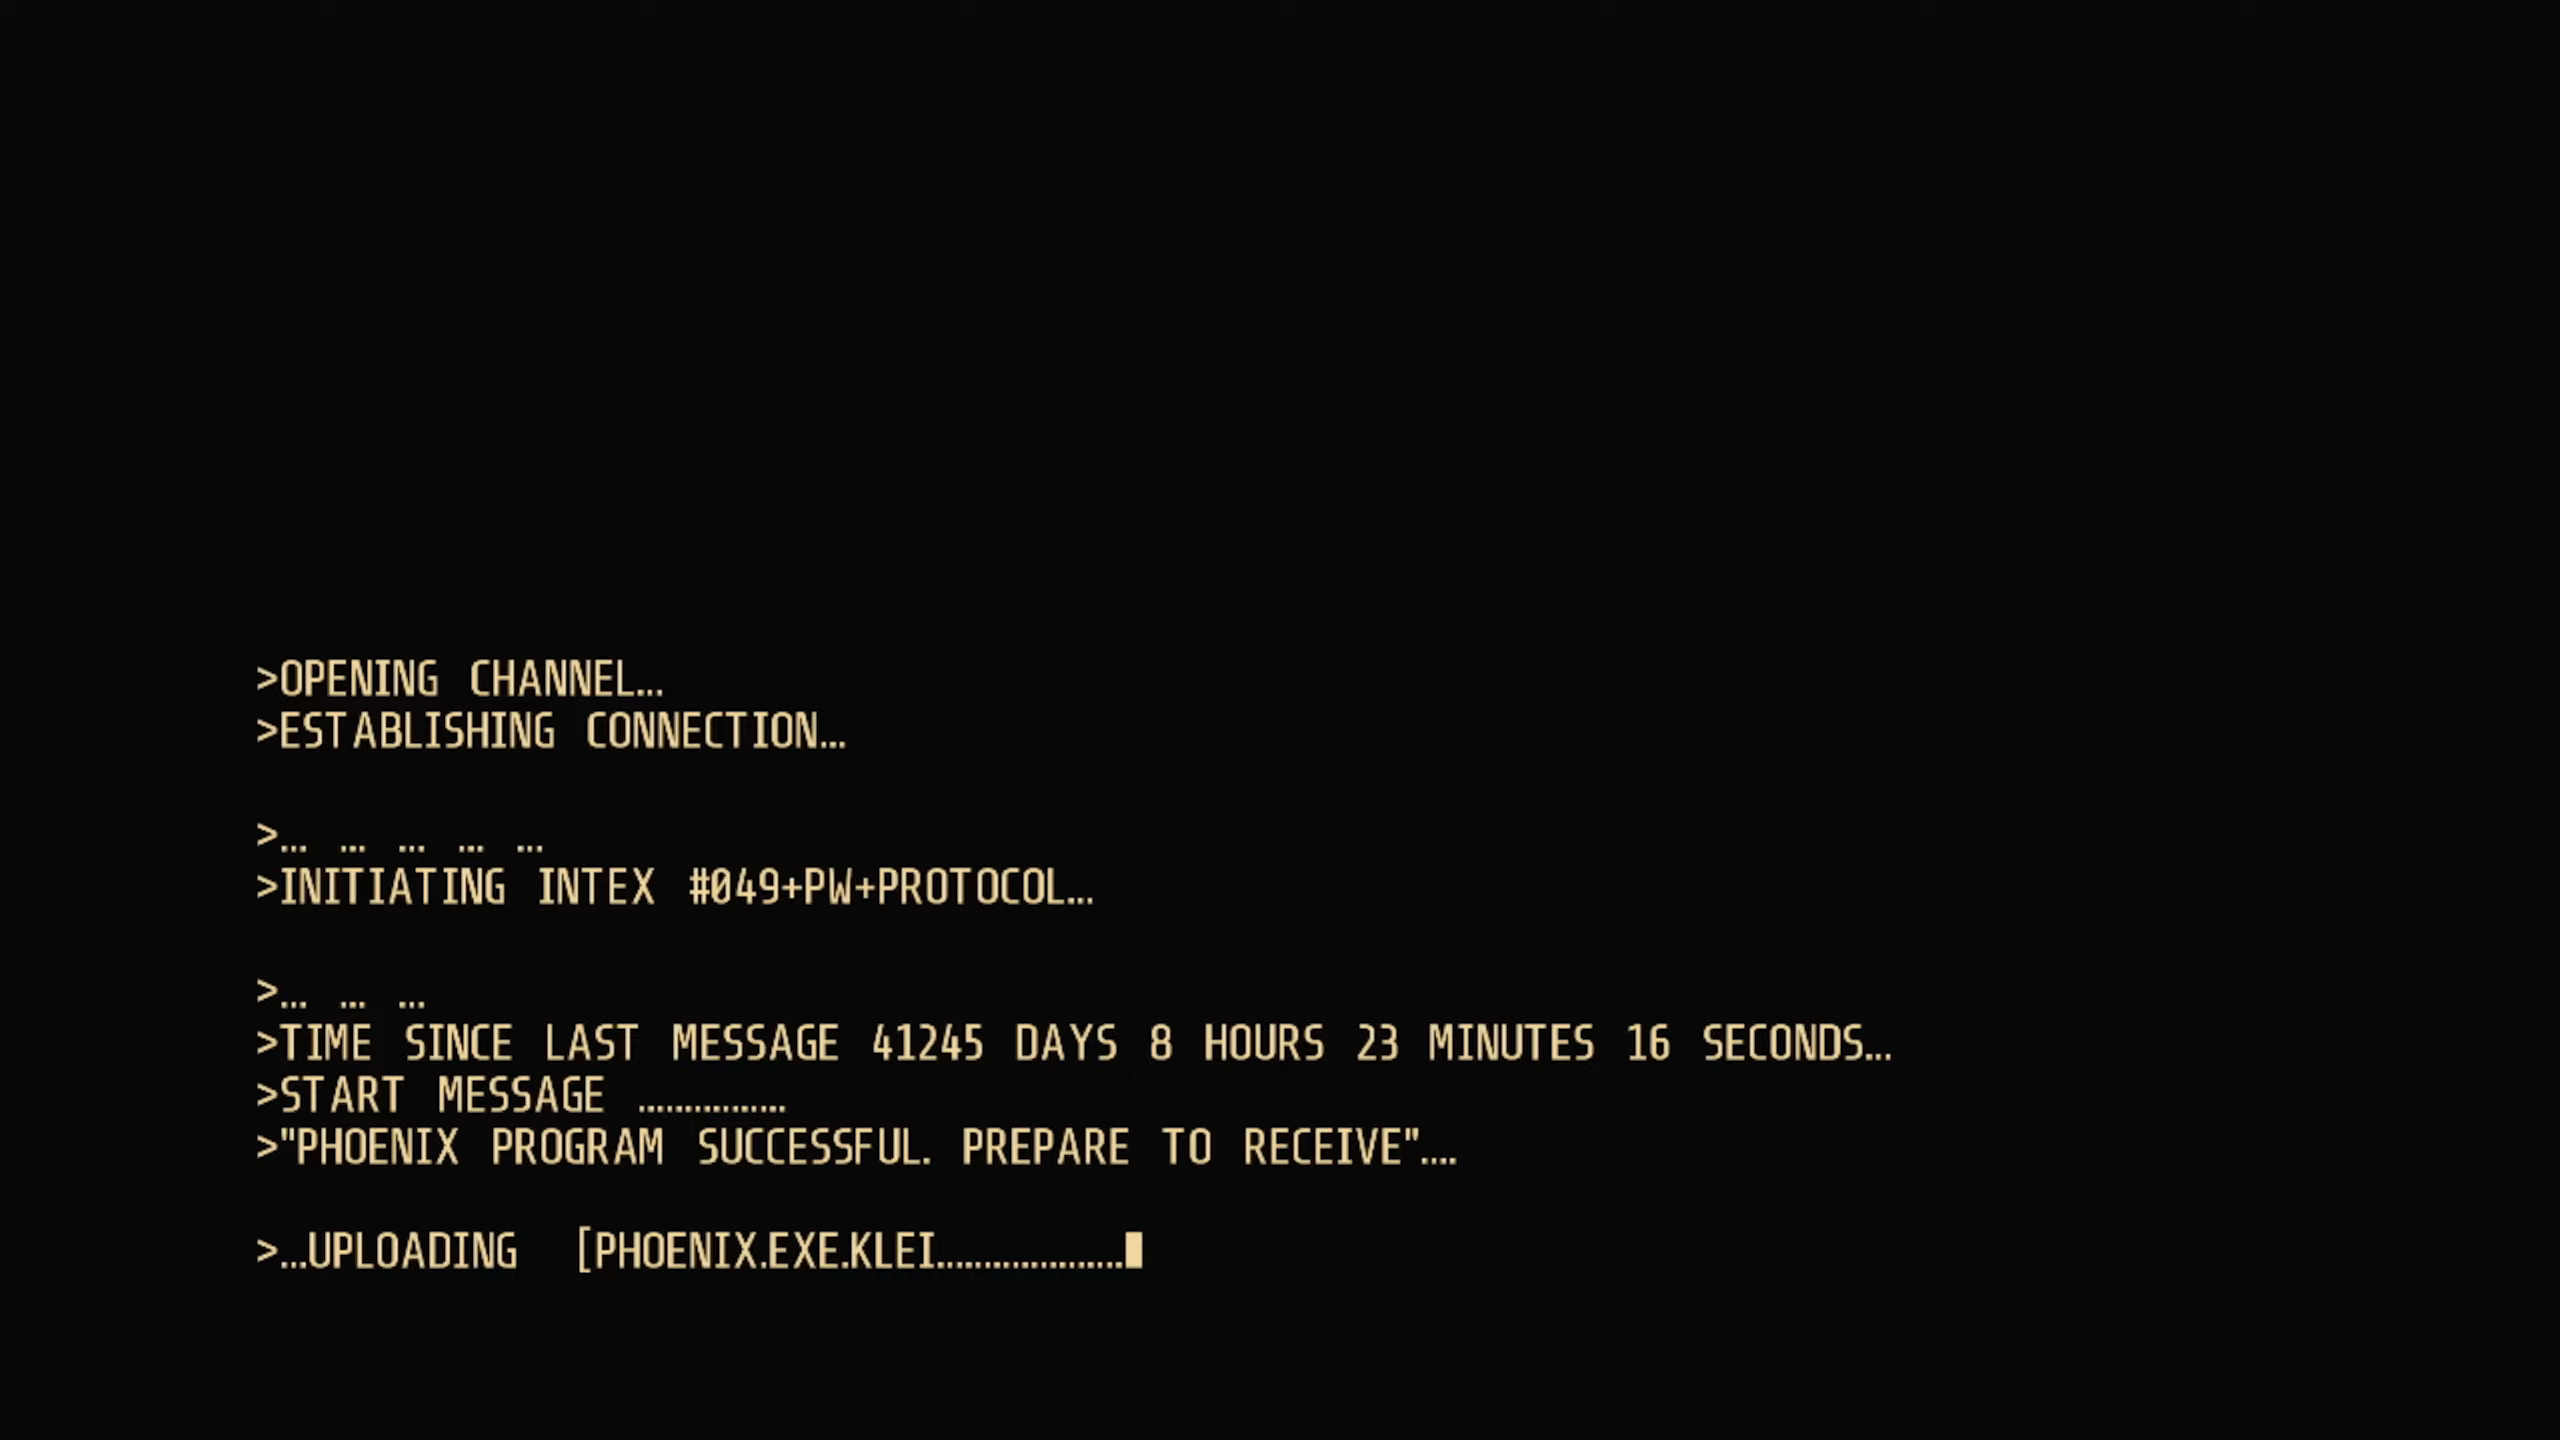 >OPENING CHANNEL...
>ESTABLISHING CONNECTION...
>... ... ... ... ...
>INITIATING INTEX #049+PW+PROTOCOL...
>... ... ...
>TIME SINCE LAST MESSAGE 41245 DAYS 8 HOURS 23 MINUTES 16 SECONDS...
>START MESSAGE ................
>"PHOENIX PROGRAM SUCCESSFUL. PREPARE TO RECEIVE"....
>...UPLOADING [PHOENIX.EXE.KLEI....................